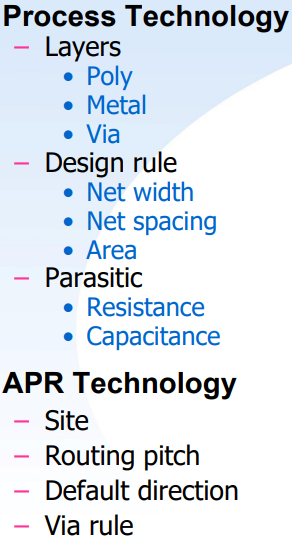 Process Technology
– Layers
• Poly
• Metal
• Via
– Design rule
• Net width
• Net spacing
• Area
– Parasitic
• Resistance
• Capacitance
APR Technology
– Site
– Routing pitch
– Default direction
– Via rule